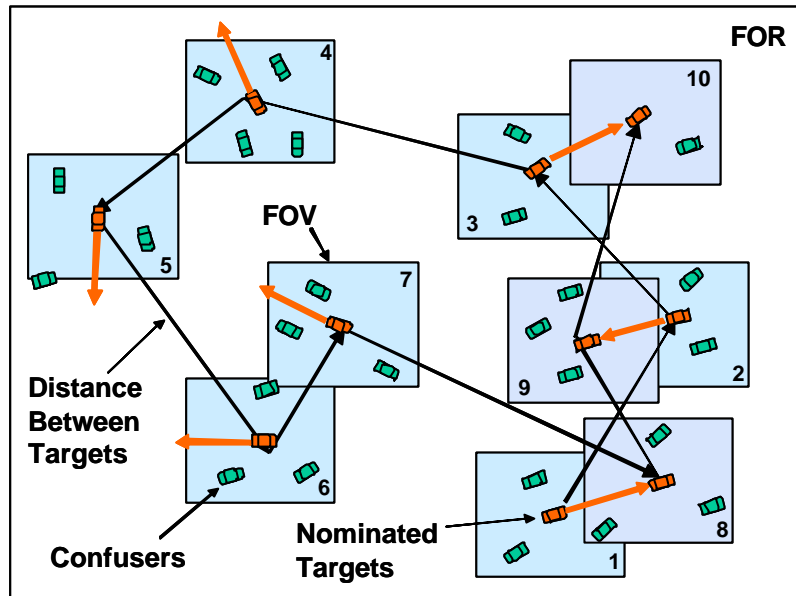 FOR
4
10
3
FOV
5
7
2
9
Distance
Between
Targets
6
Confusers
Nominated
Targets
8
1